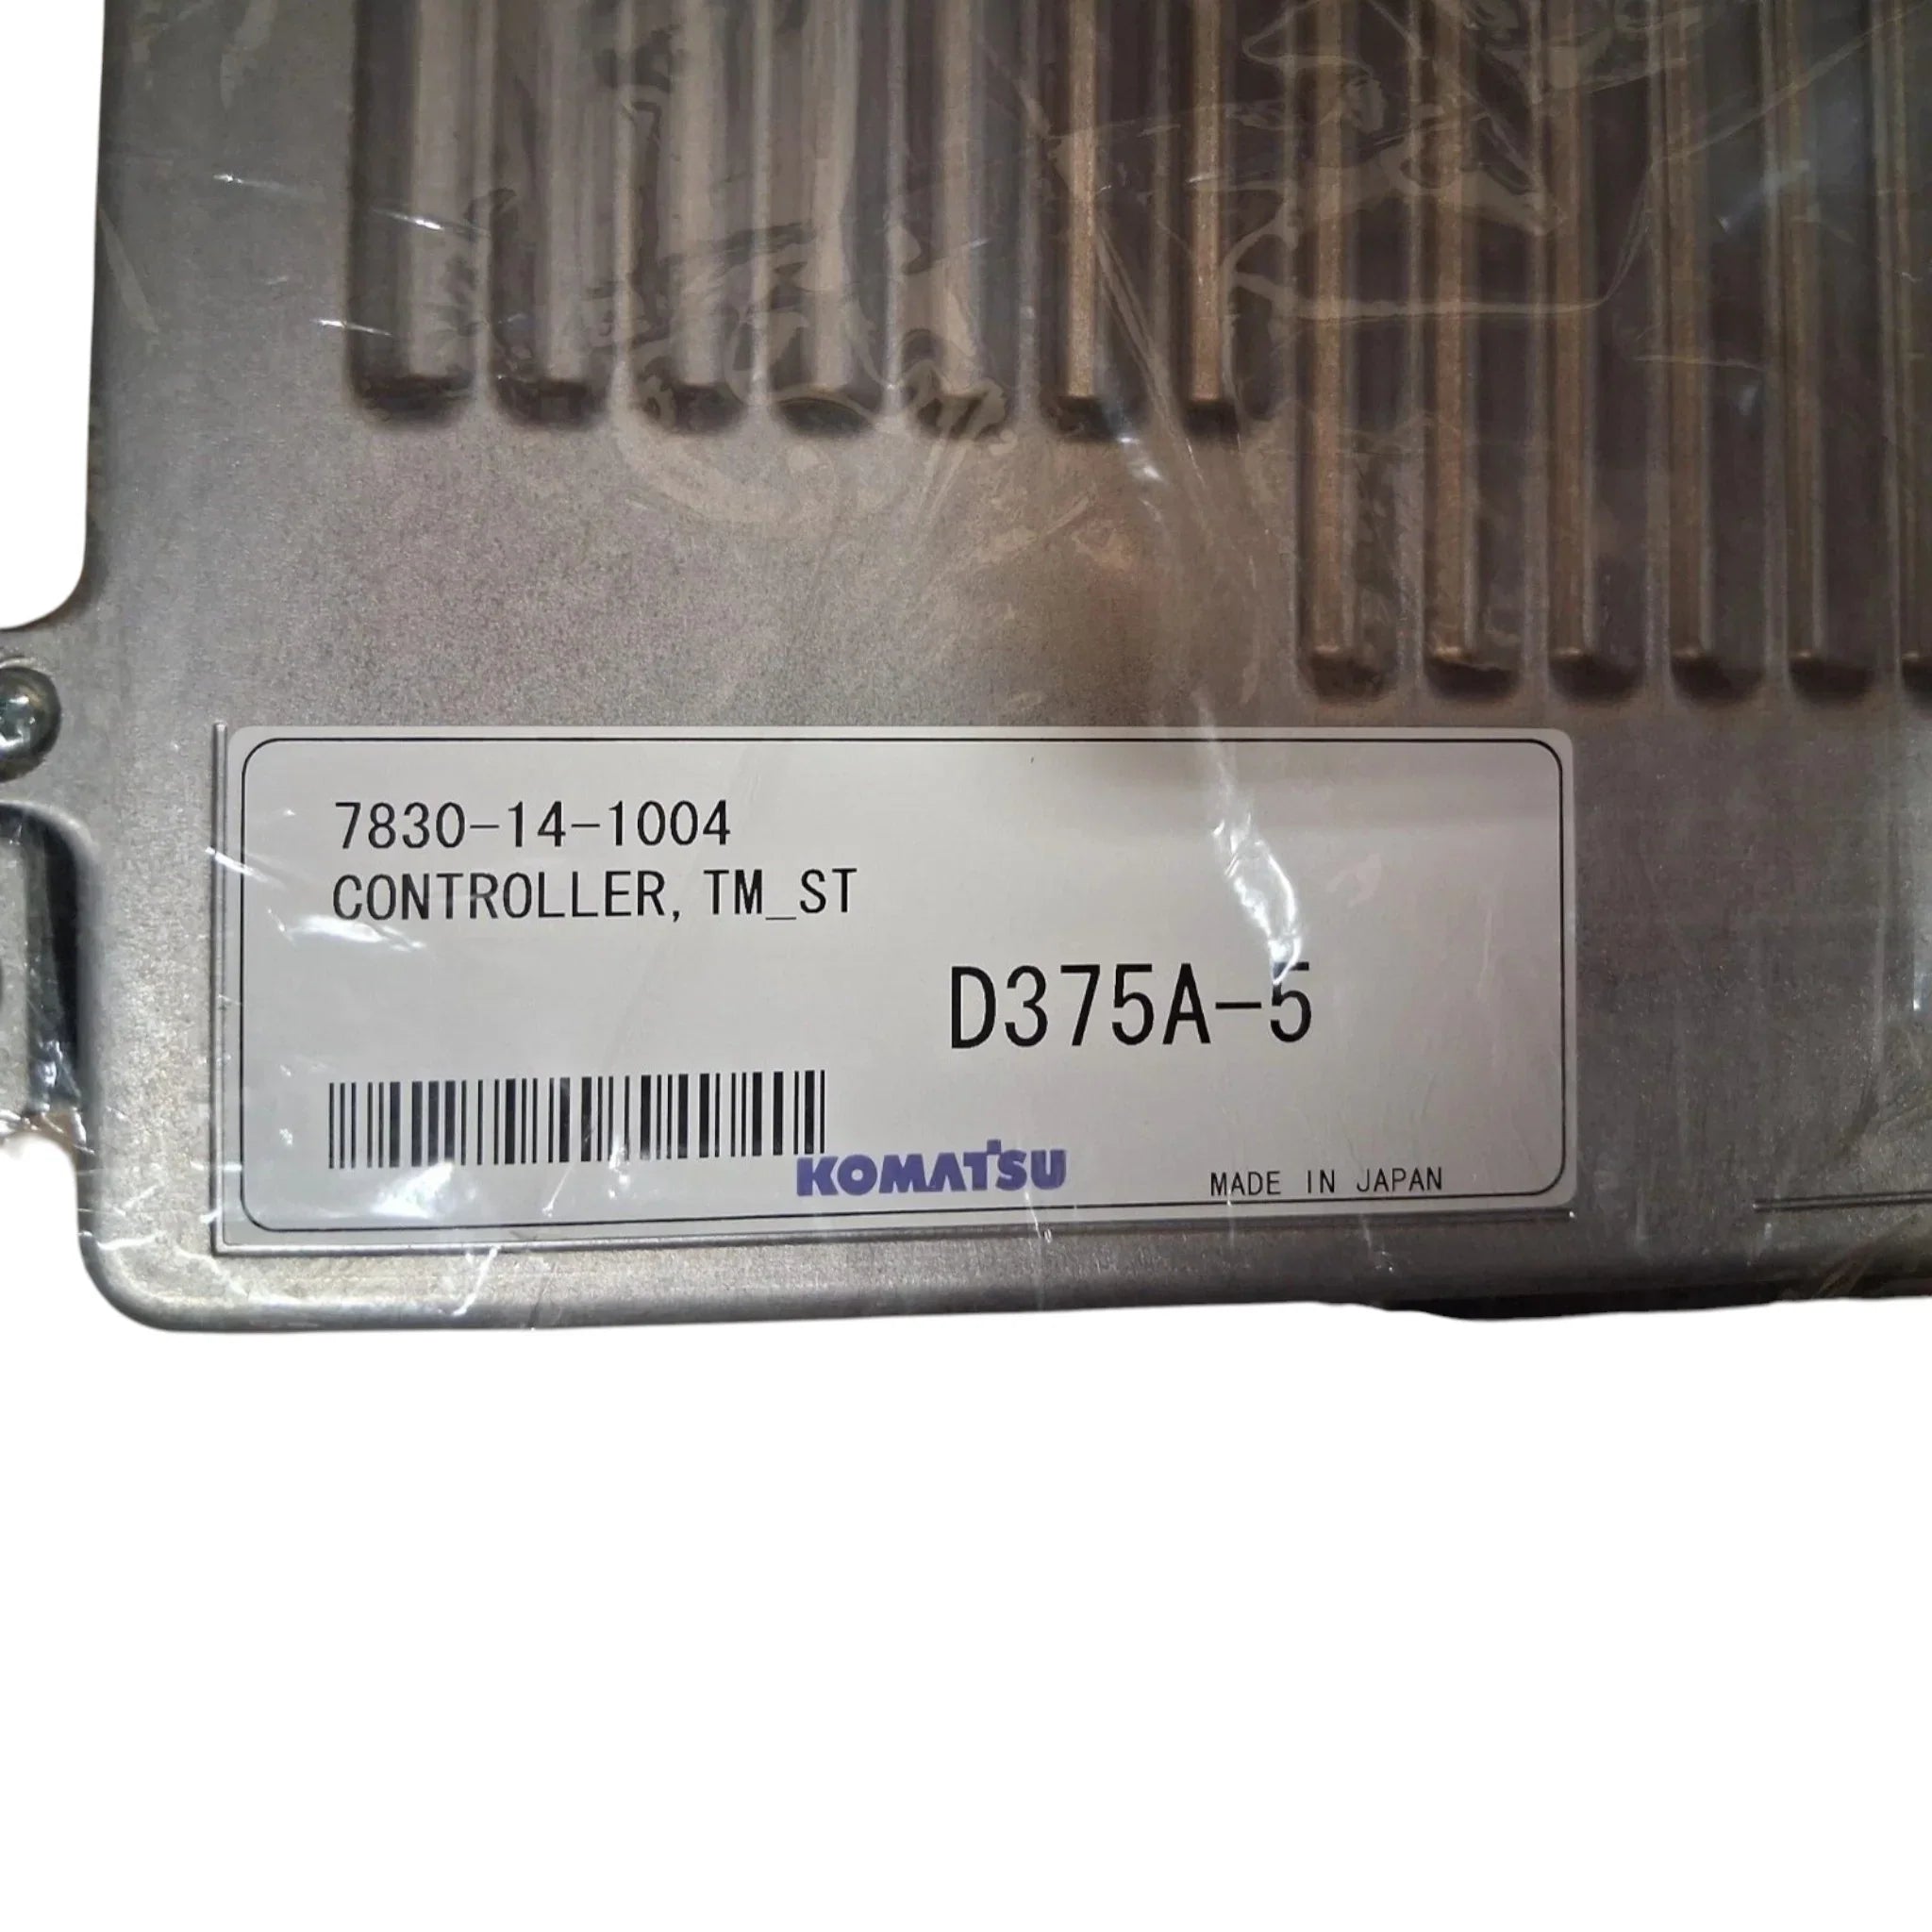 7830-14-1004
CONTROLLER, TM_ST
D375A-5
KOMATSU
MADE IN JAPAN